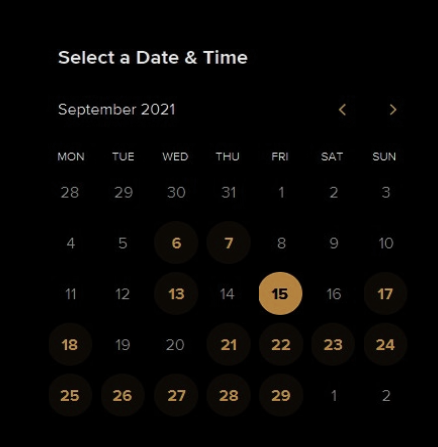 Select a Date & Time
September 2021
MON TUE WED THU FRI SAT SUN
28 29 30 31 1 2 3
4 5 6 7 8 9 10
11 12 13 14 15 16 17
18 19 20 21 22 23 24
25 26 27 28 29 1 2